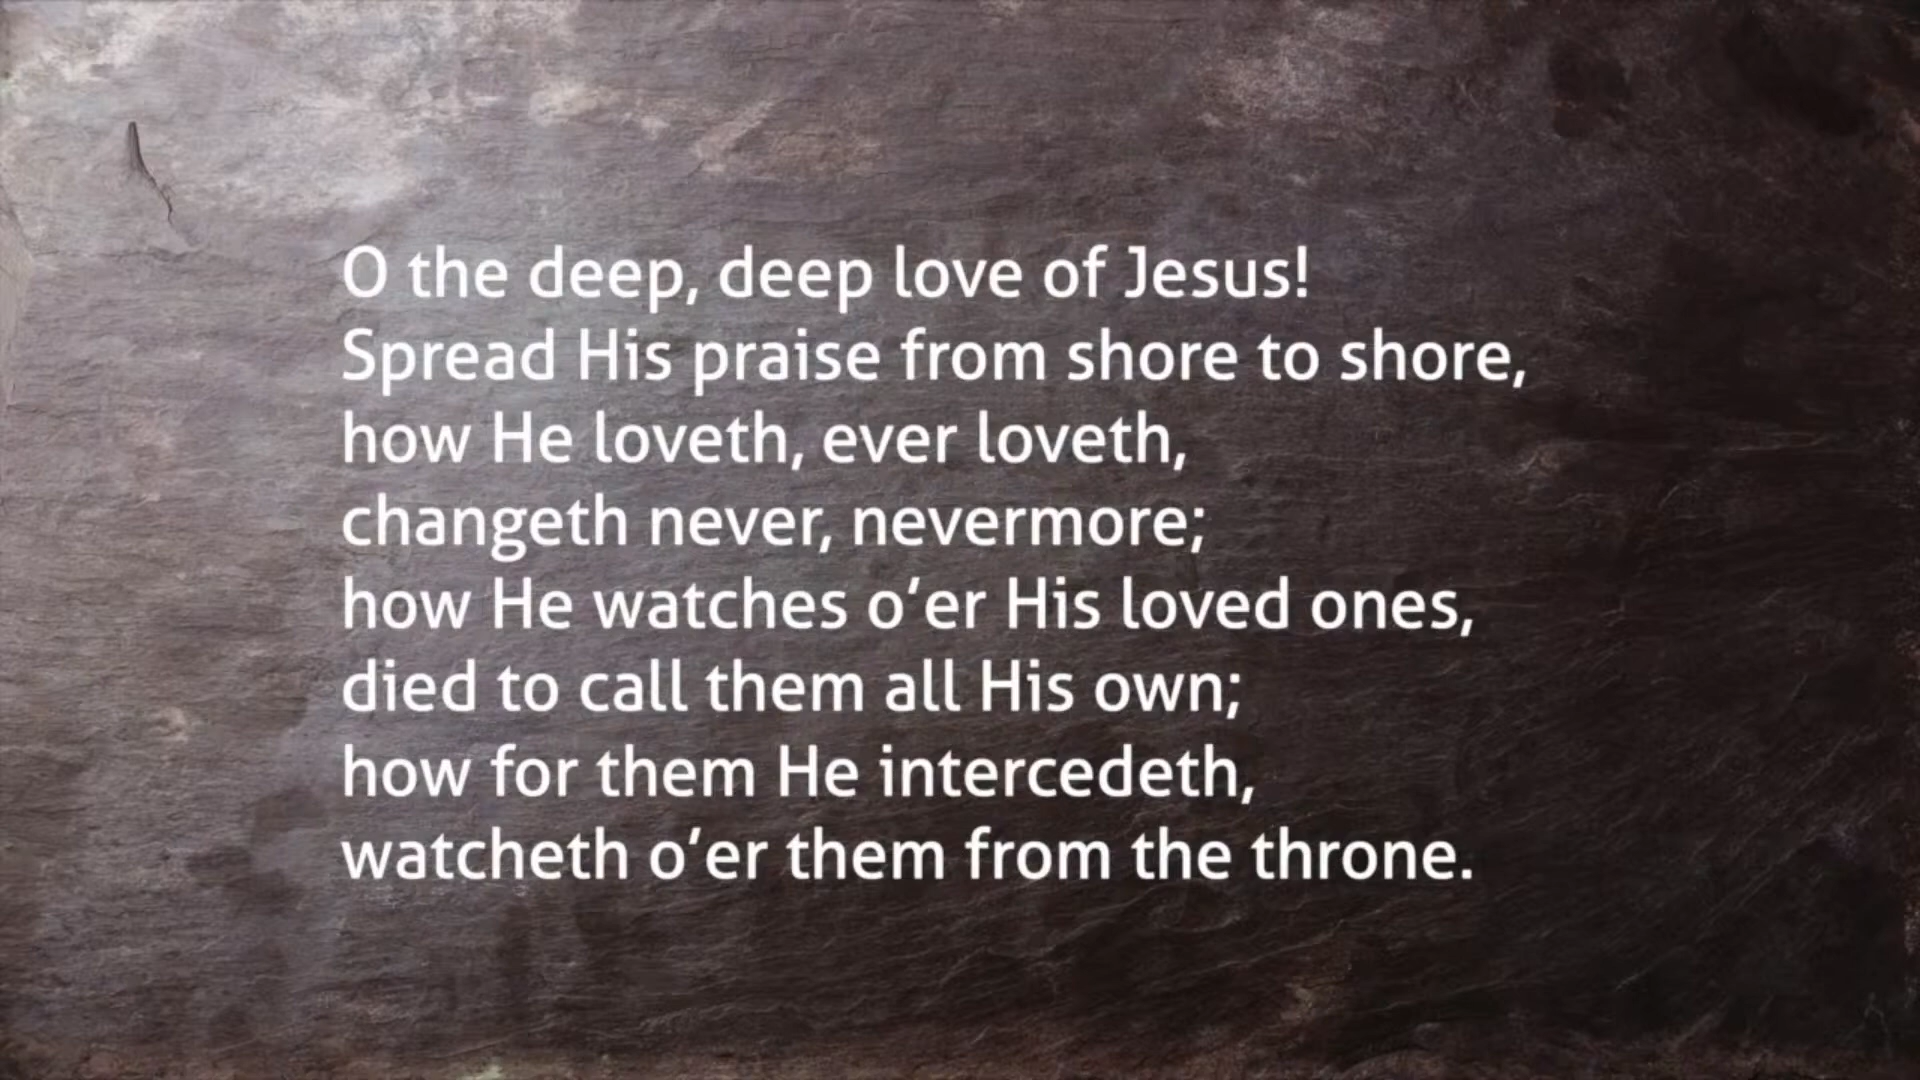 O the deep, deep love of Jesus!
Spread His praise from shore to shore,
how He loveth, ever loveth,
changeth never, nevermore;
how He watches o’er His loved ones,
died to call them all His own;
how for them He intercedeth,
watcheth o’er them from the throne.